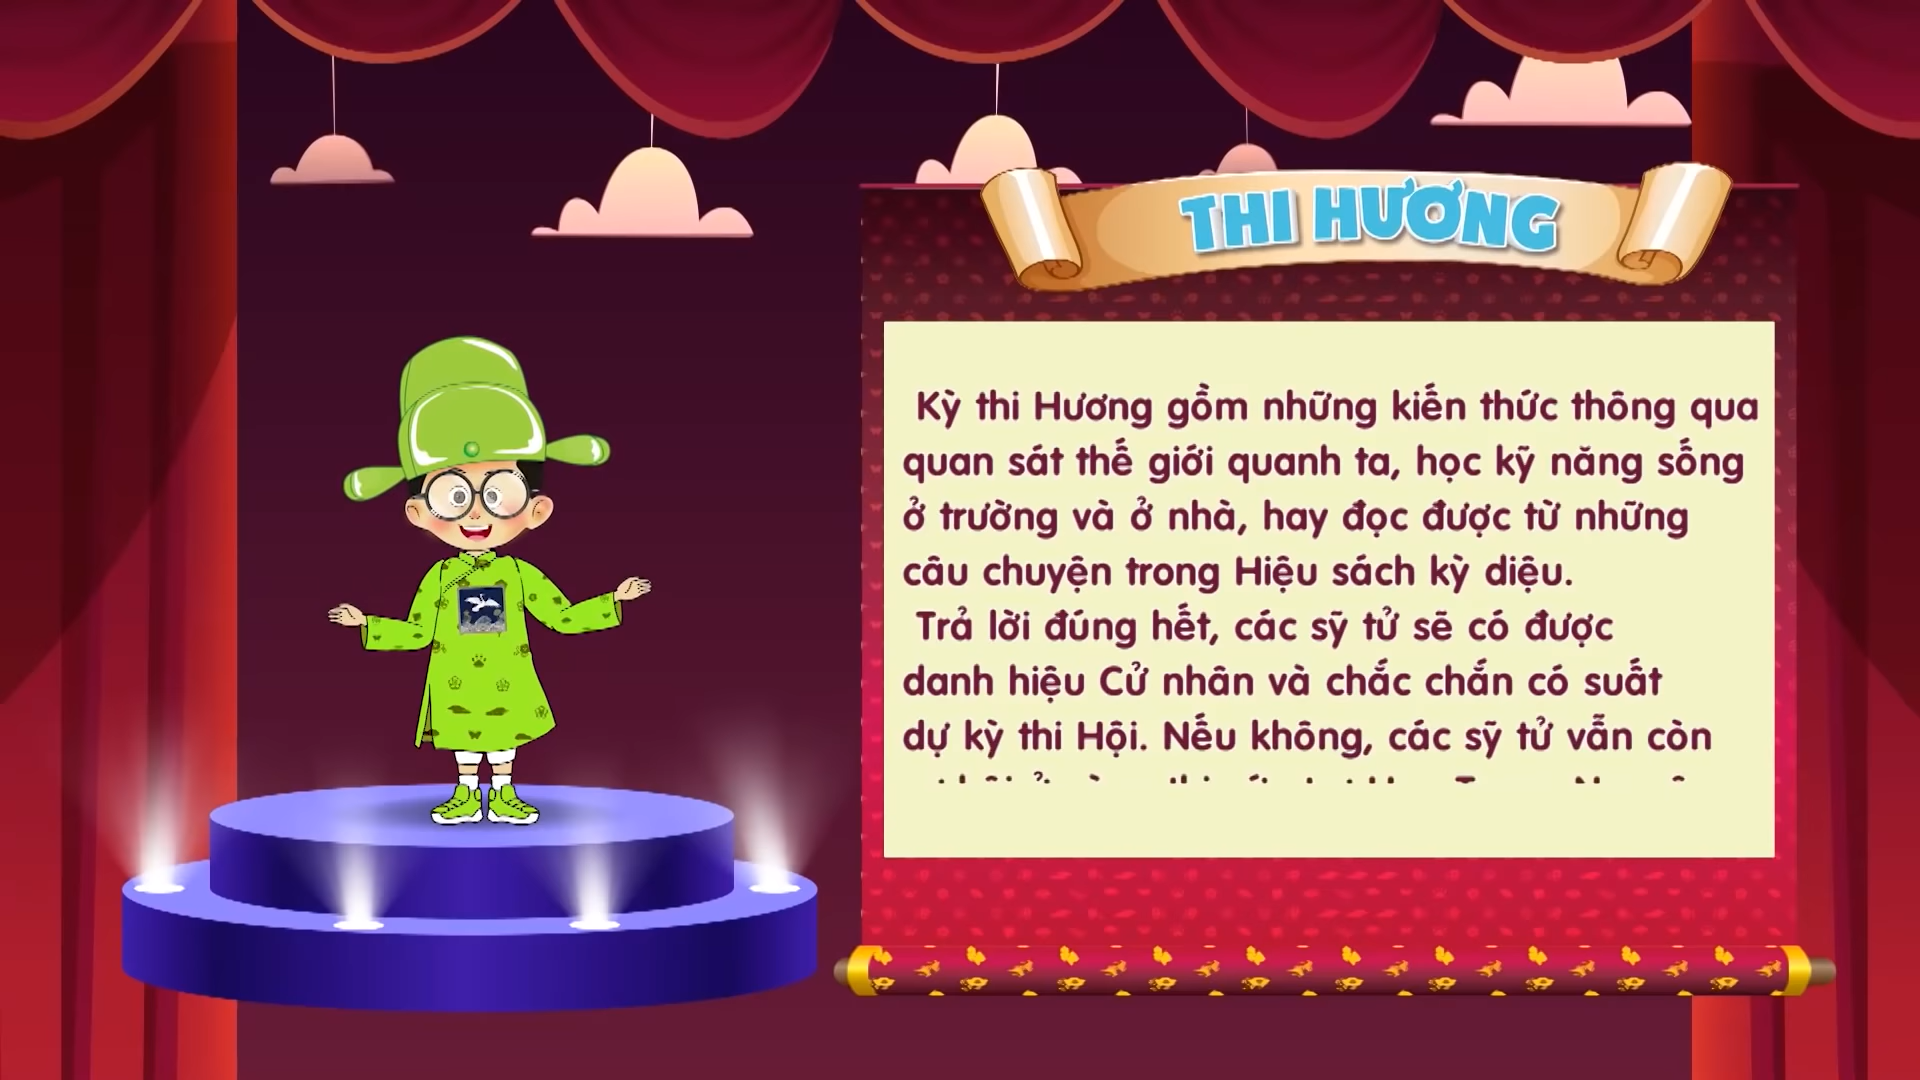 THI HƯƠNG
Kỳ thi Hương gồm những kiến thức thông qua
quan sát thế giới quanh ta, học kỹ năng sống
ở trường và ở nhà, hay đọc được từ những
câu chuyện trong Hiệu sách kỳ diệu.
Trả lời đúng hết, các sỹ tử sẽ có được
danh hiệu Cử nhân và chắc chắn có suất
dự kỳ thi Hội. Nếu không, các sỹ tử vẫn còn